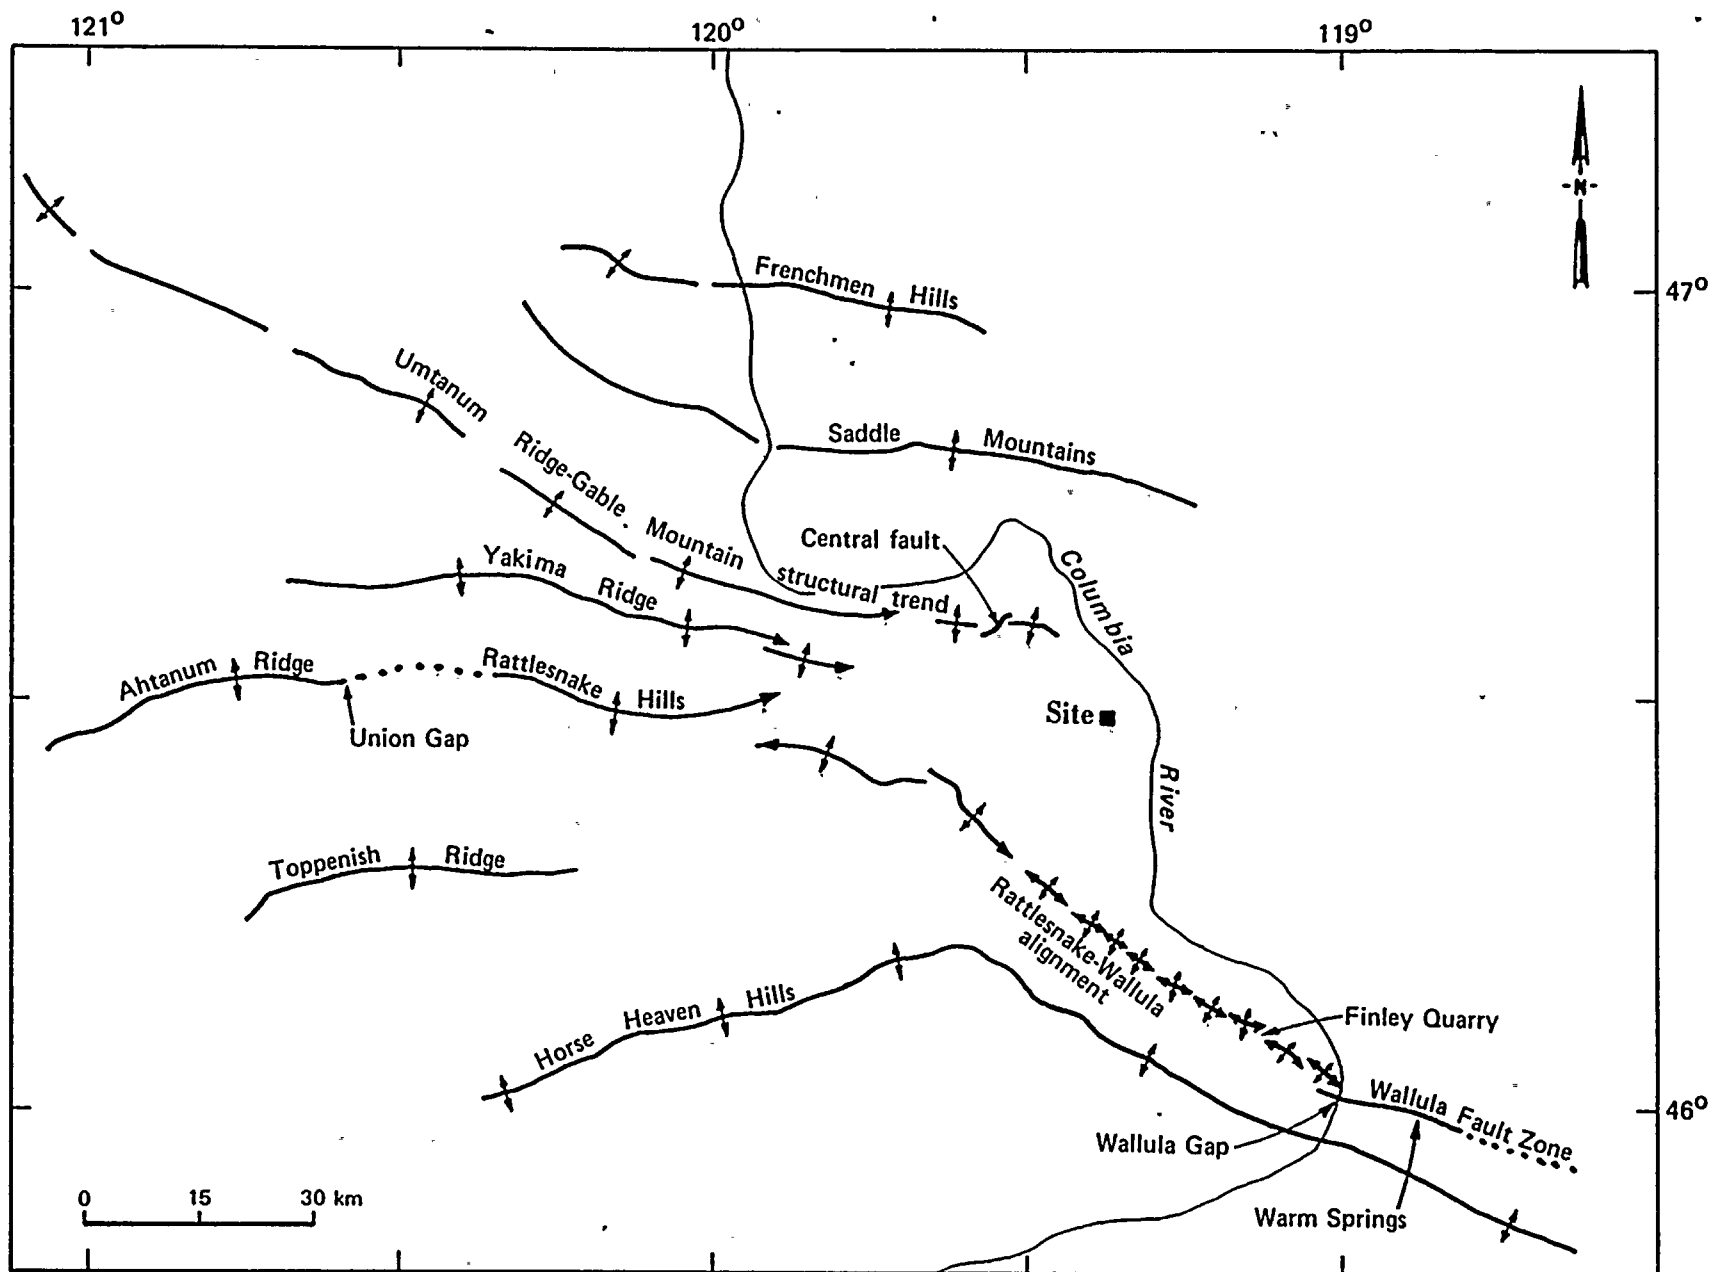 121°
120°
119°
N
47°
Frenchmen Hills
Umtanum
Ridge-Gable
Mountain
structural trend
Saddle Mountains
Central fault
Columbia
River
Yakima Ridge
Ahtanum Ridge
Rattlesnake Hills
Union Gap
Site
Toppenish Ridge
Rattlesnake-Wallula
alignment
Horse Heaven Hills
Finley Quarry
Wallula Fault Zone
46°
Wallula Gap
Warm Springs
0 15 30 km